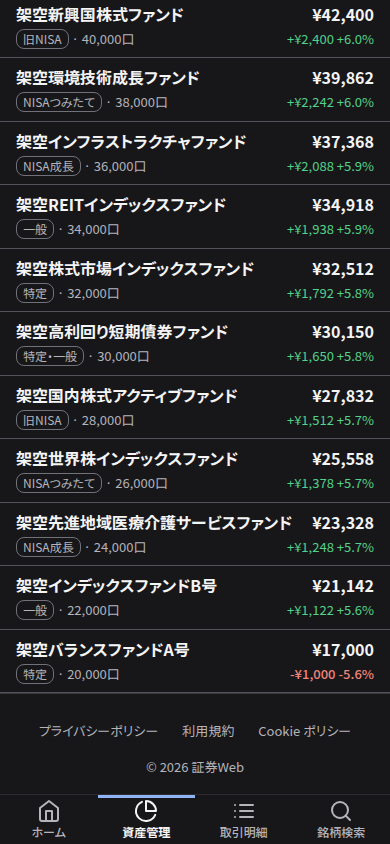 架空新興国株式ファンド ¥42,400
旧NISA · 40,000口 +¥2,400 +6.0%
架空環境技術成長ファンド ¥39,862
NISAつみたて · 38,000口 +¥2,242 +6.0%
架空インフラストラクチャファンド ¥37,368
NISA成長 · 36,000口 +¥2,088 +5.9%
架空REITインデックスファンド ¥34,918
一般 · 34,000口 +¥1,938 +5.9%
架空株式市場インデックスファンド ¥32,512
特定 · 32,000口 +¥1,792 +5.8%
架空高利回り短期債券ファンド ¥30,150
特定・一般 · 30,000口 +¥1,650 +5.8%
架空国内株式アクティブファンド ¥27,832
旧NISA · 28,000口 +¥1,512 +5.7%
架空世界株インデックスファンド ¥25,558
NISAつみたて · 26,000口 +¥1,378 +5.7%
架空先進地域医療介護サービスファンド ¥23,328
NISA成長 · 24,000口 +¥1,248 +5.7%
架空インデックスファンドB号 ¥21,142
一般 · 22,000口 +¥1,122 +5.6%
架空バランスファンドA号 ¥17,000
特定 · 20,000口 -¥1,000 -5.6%
プライバシーポリシー 利用規約 Cookie ポリシー
© 2026 証券Web
ホーム 資産管理 取引明細 銘柄検索